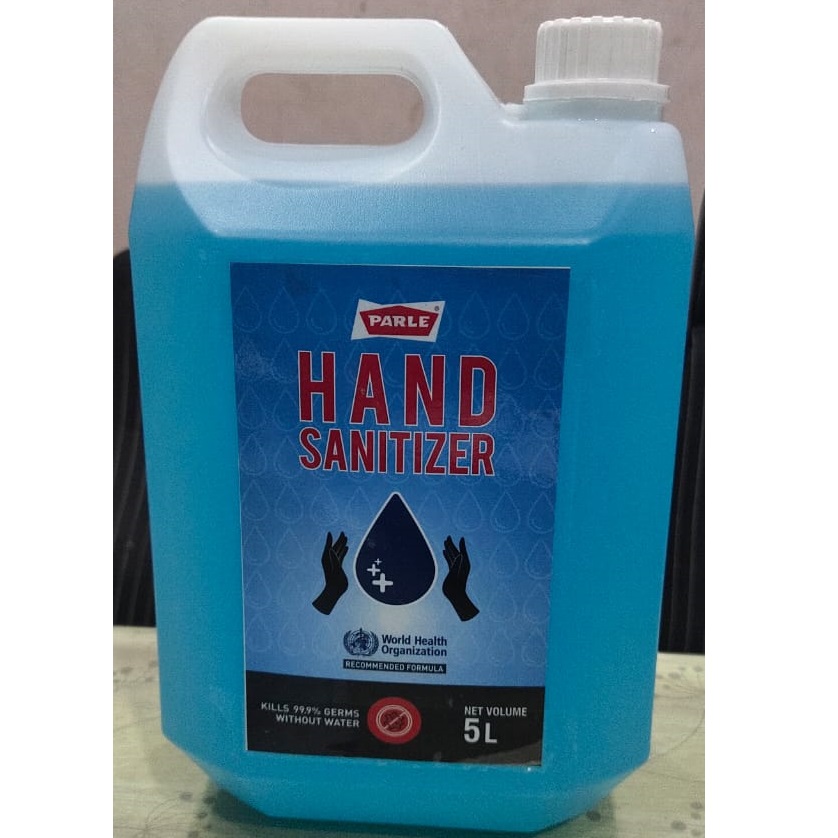 PARLE®
HAND
SANITIZER
World Health
Organization
RECOMMENDED FORMULA
KILLS 99.9% GERMS
WITHOUT WATER
NET VOLUME
5L